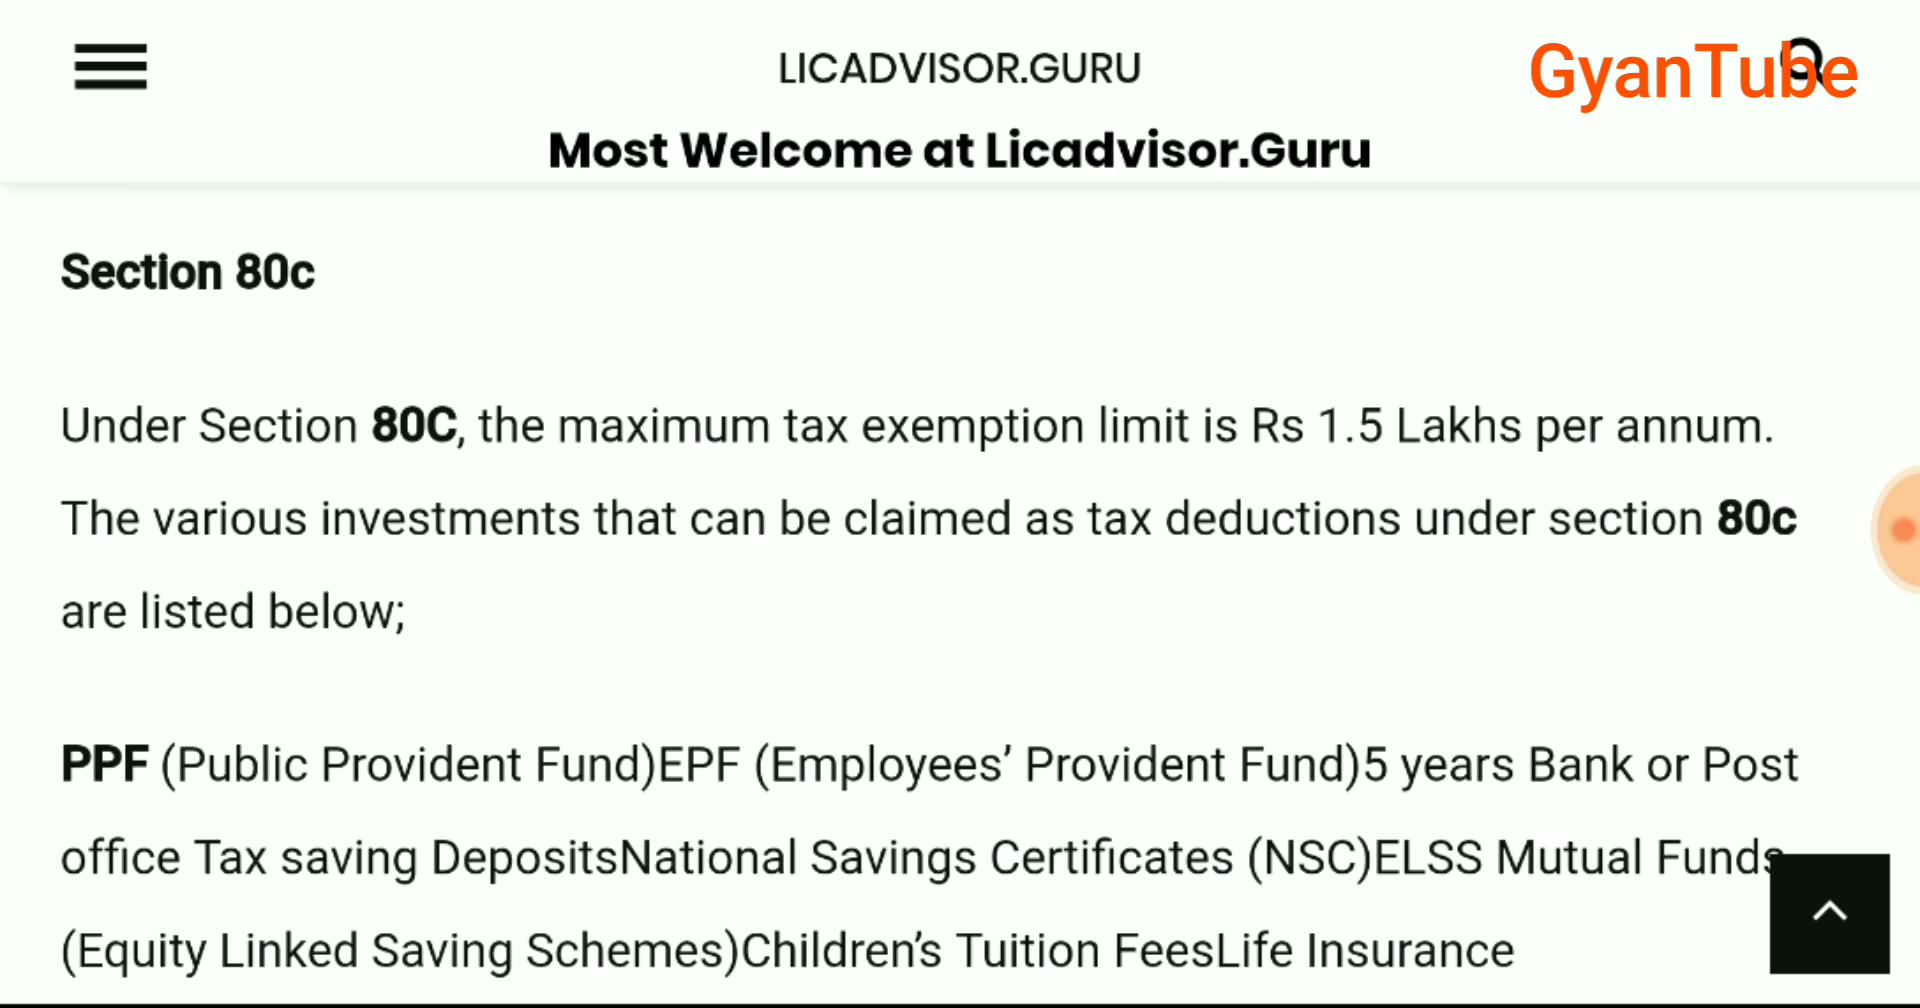 LICADVISOR.GURU
GyanTube
Most Welcome at Licadvisor.Guru
Section 80c
Under Section 80C, the maximum tax exemption limit is Rs 1.5 Lakhs per annum.
The various investments that can be claimed as tax deductions under section 80c
are listed below;
PPF (Public Provident Fund)EPF (Employees’ Provident Fund)5 years Bank or Post
office Tax saving DepositsNational Savings Certificates (NSC)ELSS Mutual Funds
(Equity Linked Saving Schemes)Children’s Tuition FeesLife Insurance